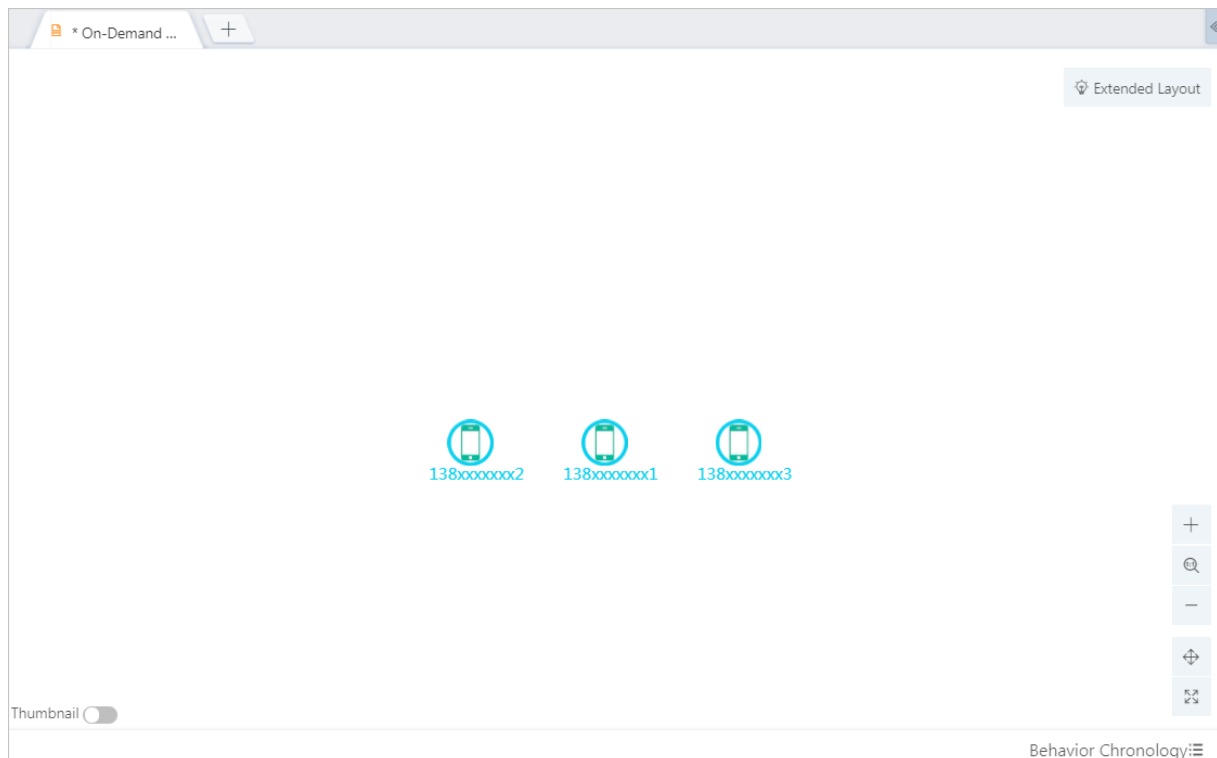 * On-Demand ...
Extended Layout
138xxxxxxx2 138xxxxxxx1 138xxxxxxx3
Thumbnail
Behavior Chronology